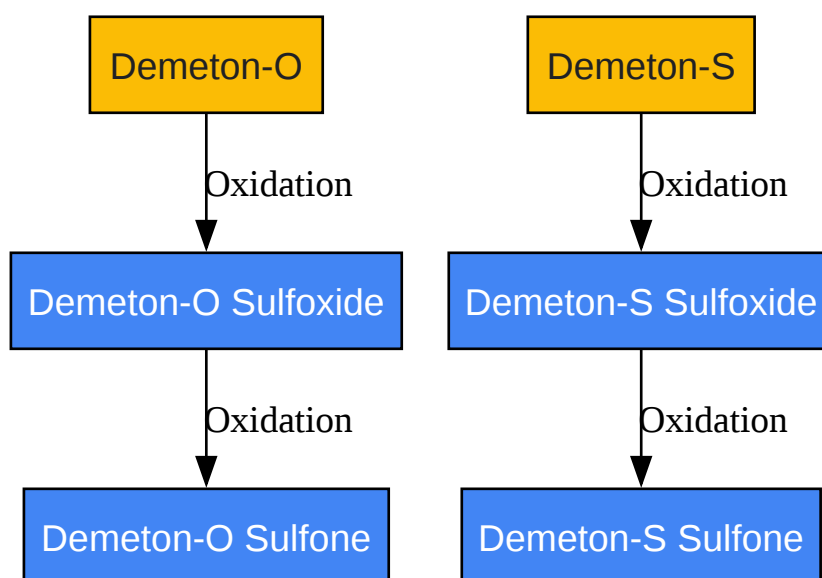 Demeton-O
Demeton-S
Oxidation
Oxidation
Demeton-O Sulfoxide
Demeton-S Sulfoxide
Oxidation
Oxidation
Demeton-O Sulfone
Demeton-S Sulfone